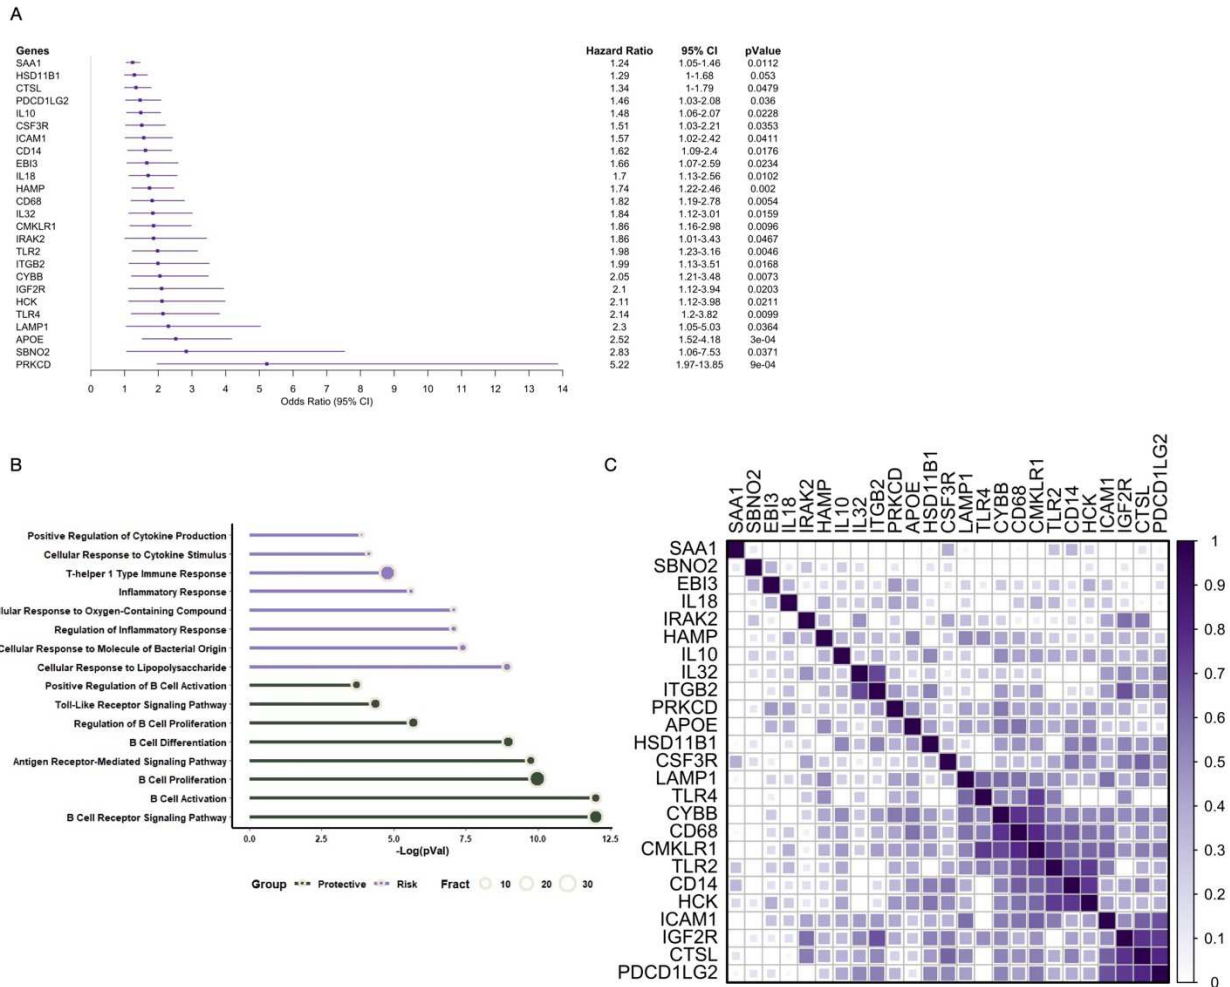 A
Genes Hazard Ratio 95% CI pValue
SAA1 1.24 1.05-1.46 0.0112
HSD11B1 1.29 1-1.68 0.053
CTSL 1.34 1-1.79 0.0479
PDCD1LG2 1.46 1.03-2.08 0.036
IL10 1.48 1.06-2.07 0.0228
CSF3R 1.51 1.03-2.21 0.0353
ICAM1 1.57 1.02-2.42 0.0411
CD14 1.62 1.09-2.4 0.0176
EBI3 1.66 1.07-2.59 0.0234
IL18 1.7 1.13-2.56 0.0102
HAMP 1.74 1.22-2.46 0.002
CD68 1.82 1.19-2.78 0.0054
IL32 1.84 1.12-3.01 0.0159
CMKLR1 1.86 1.16-2.98 0.0096
IRAK2 1.86 1.01-3.43 0.0467
TLR2 1.98 1.23-3.16 0.0046
ITGB2 1.99 1.13-3.51 0.0168
CYBB 2.05 1.21-3.48 0.0073
IGF2R 2.1 1.12-3.94 0.0203
HCK 2.11 1.12-3.98 0.0211
TLR4 2.14 1.2-3.82 0.0099
LAMP1 2.3 1.05-5.03 0.0364
APOE 2.52 1.52-4.18 3e-04
SBNO2 2.83 1.06-7.53 0.0371
PRKCD 5.22 1.97-13.85 9e-04
0 1 2 3 4 5 6 7 8 9 10 11 12 13 14
Odds Ratio (95% CI)
B
Positive Regulation of Cytokine Production
Cellular Response to Cytokine Stimulus
T-helper 1 Type Immune Response
Inflammatory Response
ellular Response to Oxygen-Containing Compound
Regulation of Inflammatory Response
Cellular Response to Molecule of Bacterial Origin
Cellular Response to Lipopolysaccharide
Positive Regulation of B Cell Activation
Toll-Like Receptor Signaling Pathway
Regulation of B Cell Proliferation
B Cell Differentiation
Antigen Receptor-Mediated Signaling Pathway
B Cell Proliferation
B Cell Activation
B Cell Receptor Signaling Pathway
0.0 2.5 5.0 7.5 10.0 12.5
-Log(pVal)
Group Protective Risk Fract 10 20 30
C
SAA1 SBNO2 EBI3 IL18 IRAK2 HAMP IL10 IL32 ITGB2 PRKCD APOE HSD11B1 CSF3R LAMP1 TLR4 CYBB CD68 CMKLR1 TLR2 CD14 HCK ICAM1 IGF2R CTSL PDCD1LG2
SAA1
SBNO2
EBI3
IL18
IRAK2
HAMP
IL10
IL32
ITGB2
PRKCD
APOE
HSD11B1
CSF3R
LAMP1
TLR4
CYBB
CD68
CMKLR1
TLR2
CD14
HCK
ICAM1
IGF2R
CTSL
PDCD1LG2
1
0.9
0.8
0.7
0.6
0.5
0.4
0.3
0.2
0.1
0